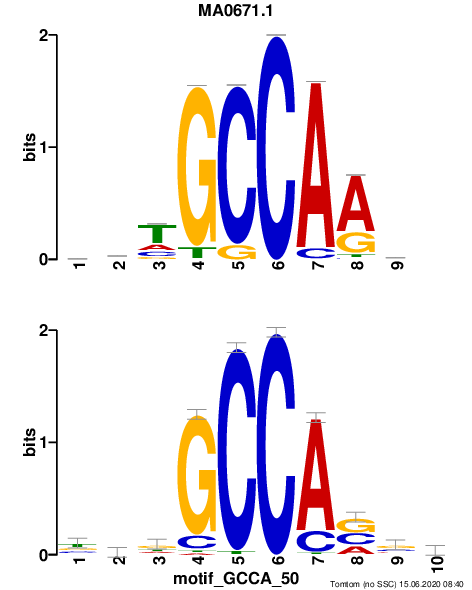 MA0671.1
2
bits
1
0
T
A
C
G
G
T
C
G
C
A
C
A
G
T
1 2 3 4 5 6 7 8 9
2
bits
1
0
G
C
C
C
A
C
G
C
A
1 2 3 4 5 6 7 8 9 10
motif_GCCA_50
Tomtom (no SSC) 15.06.2020 08:40